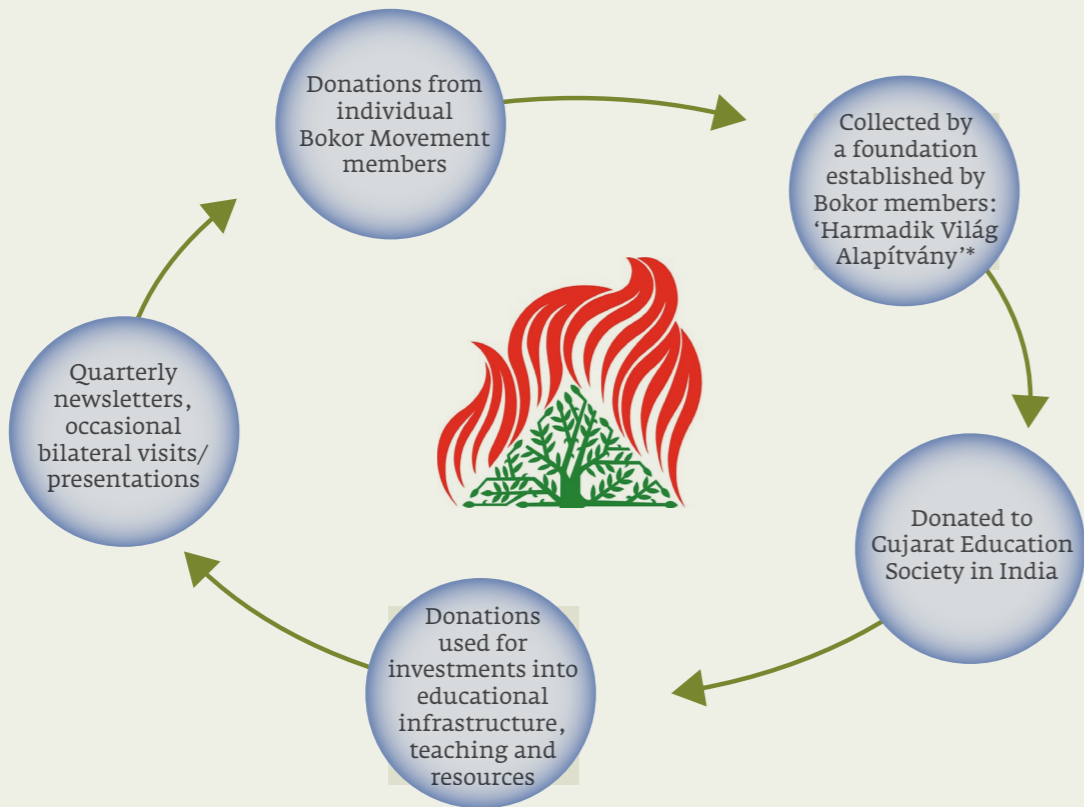 Donations from
individual
Bokor Movement
members
Collected by
a foundation
established by
Bokor members:
‘Harmadik Világ
Alapítvány’*
Donated to
Gujarat Education
Society in India
Donations
used for
investments into
educational
infrastructure,
teaching and
resources
Quarterly
newsletters,
occasional
bilateral visits/
presentations